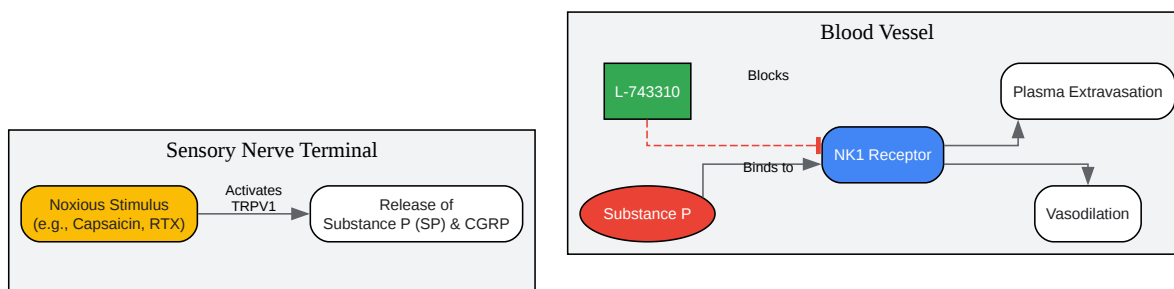 Sensory Nerve Terminal
Noxious Stimulus
(e.g., Capsaicin, RTX)
Activates
TRPV1
Release of
Substance P (SP) & CGRP
Blood Vessel
L-743310
Blocks
Plasma Extravasation
NK1 Receptor
Binds to
Substance P
Vasodilation